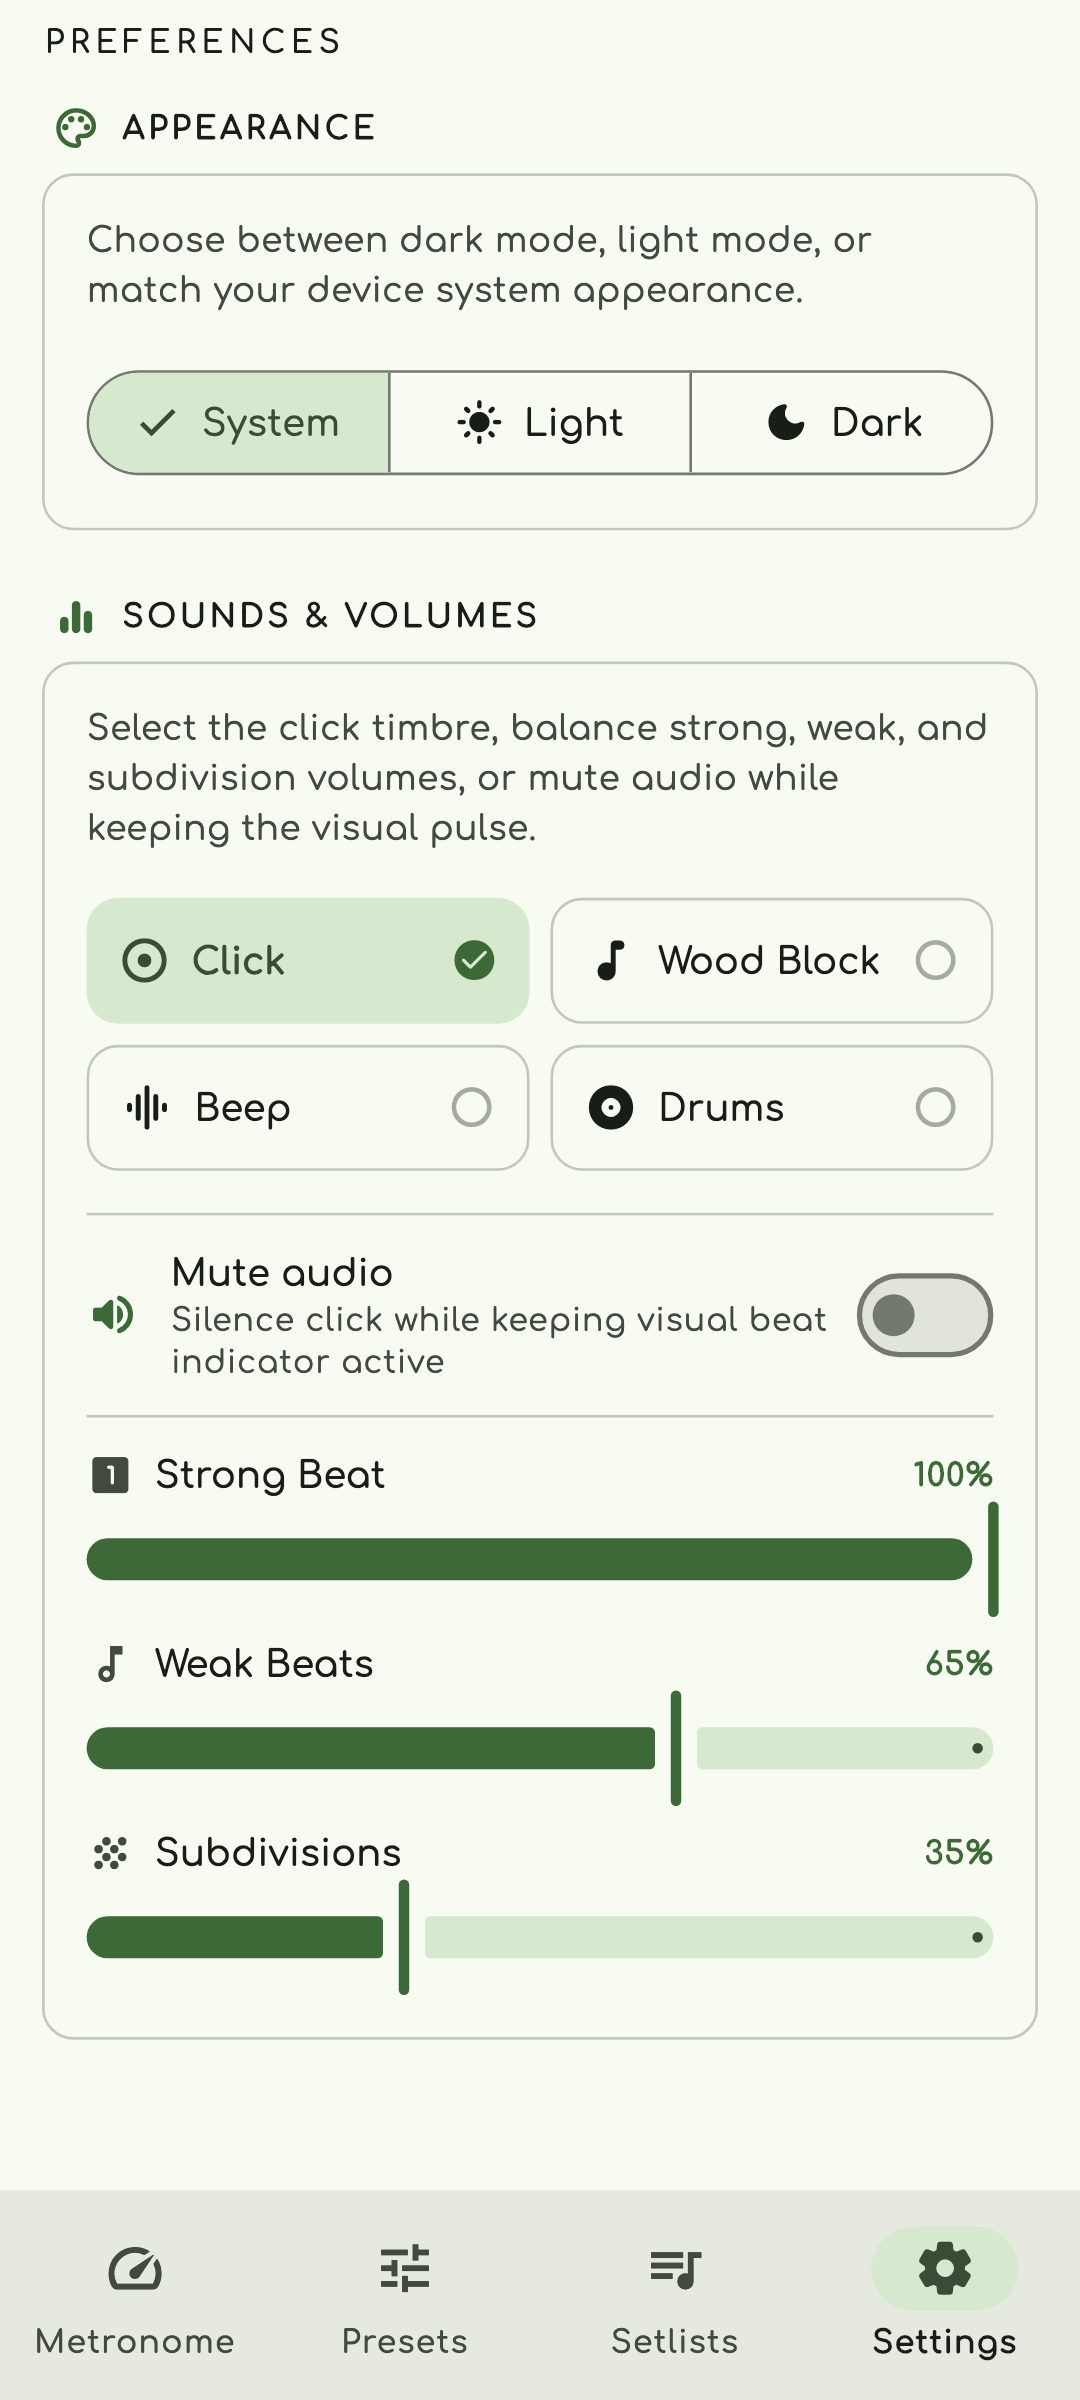 PREFERENCES
APPEARANCE
Choose between dark mode, light mode, or
match your device system appearance.
System
Light
Dark
SOUNDS & VOLUMES
Select the click timbre, balance strong, weak, and
subdivision volumes, or mute audio while
keeping the visual pulse.
Click
Wood Block
Beep
Drums
Mute audio
Silence click while keeping visual beat
indicator active
1 Strong Beat 100%
Weak Beats 65%
Subdivisions 35%
Metronome
Presets
Setlists
Settings